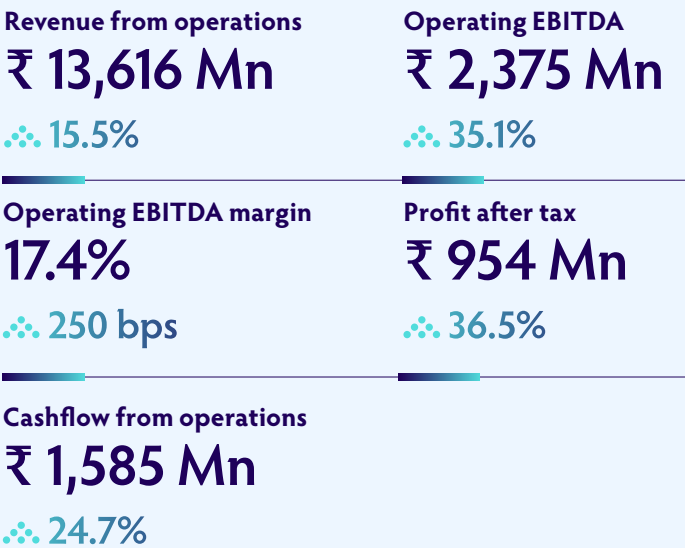 Revenue from operations
₹ 13,616 Mn
15.5%
Operating EBITDA
₹ 2,375 Mn
35.1%
Operating EBITDA margin
17.4%
250 bps
Profit after tax
₹ 954 Mn
36.5%
Cashflow from operations
₹ 1,585 Mn
24.7%